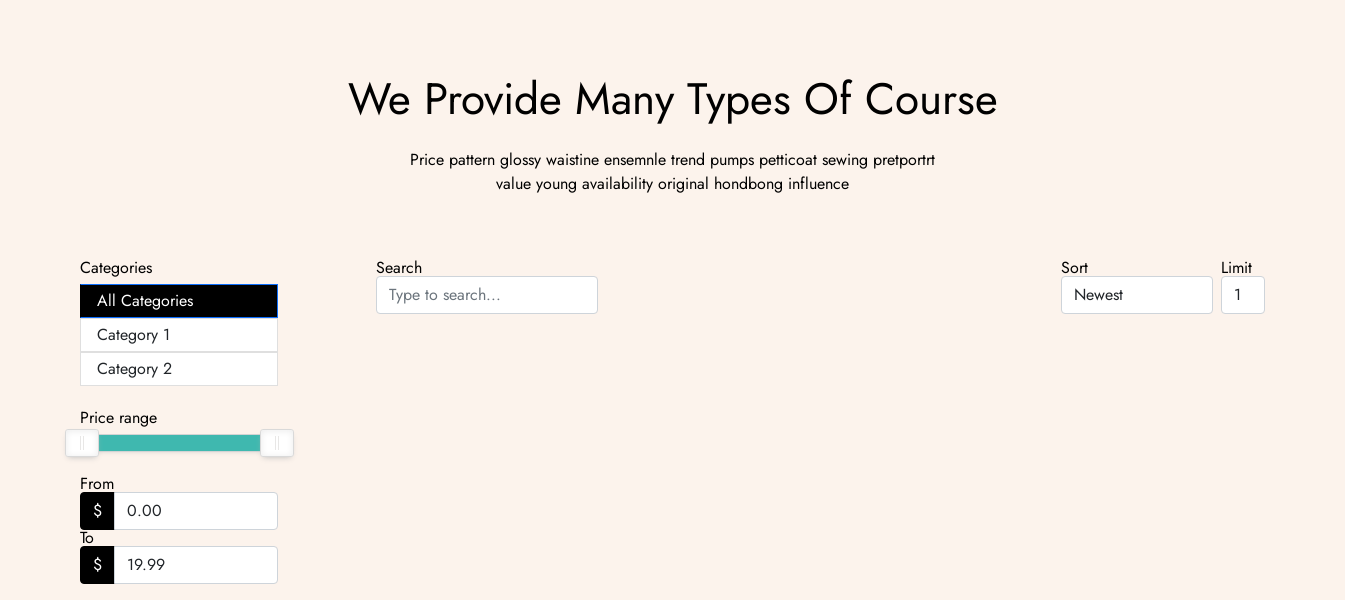 We Provide Many Types Of Course
Price pattern glossy waistine ensemnle trend pumps petticoat sewing pretportrt
value young availability original hondbong influence
Categories
All Categories
Category 1
Category 2
Price range
From
$ 0.00
To
$ 19.99
Search
Type to search...
Sort
Newest
Limit
1